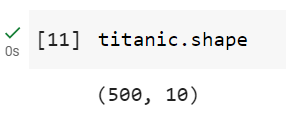 [11] titanic.shape
0s
(500, 10)